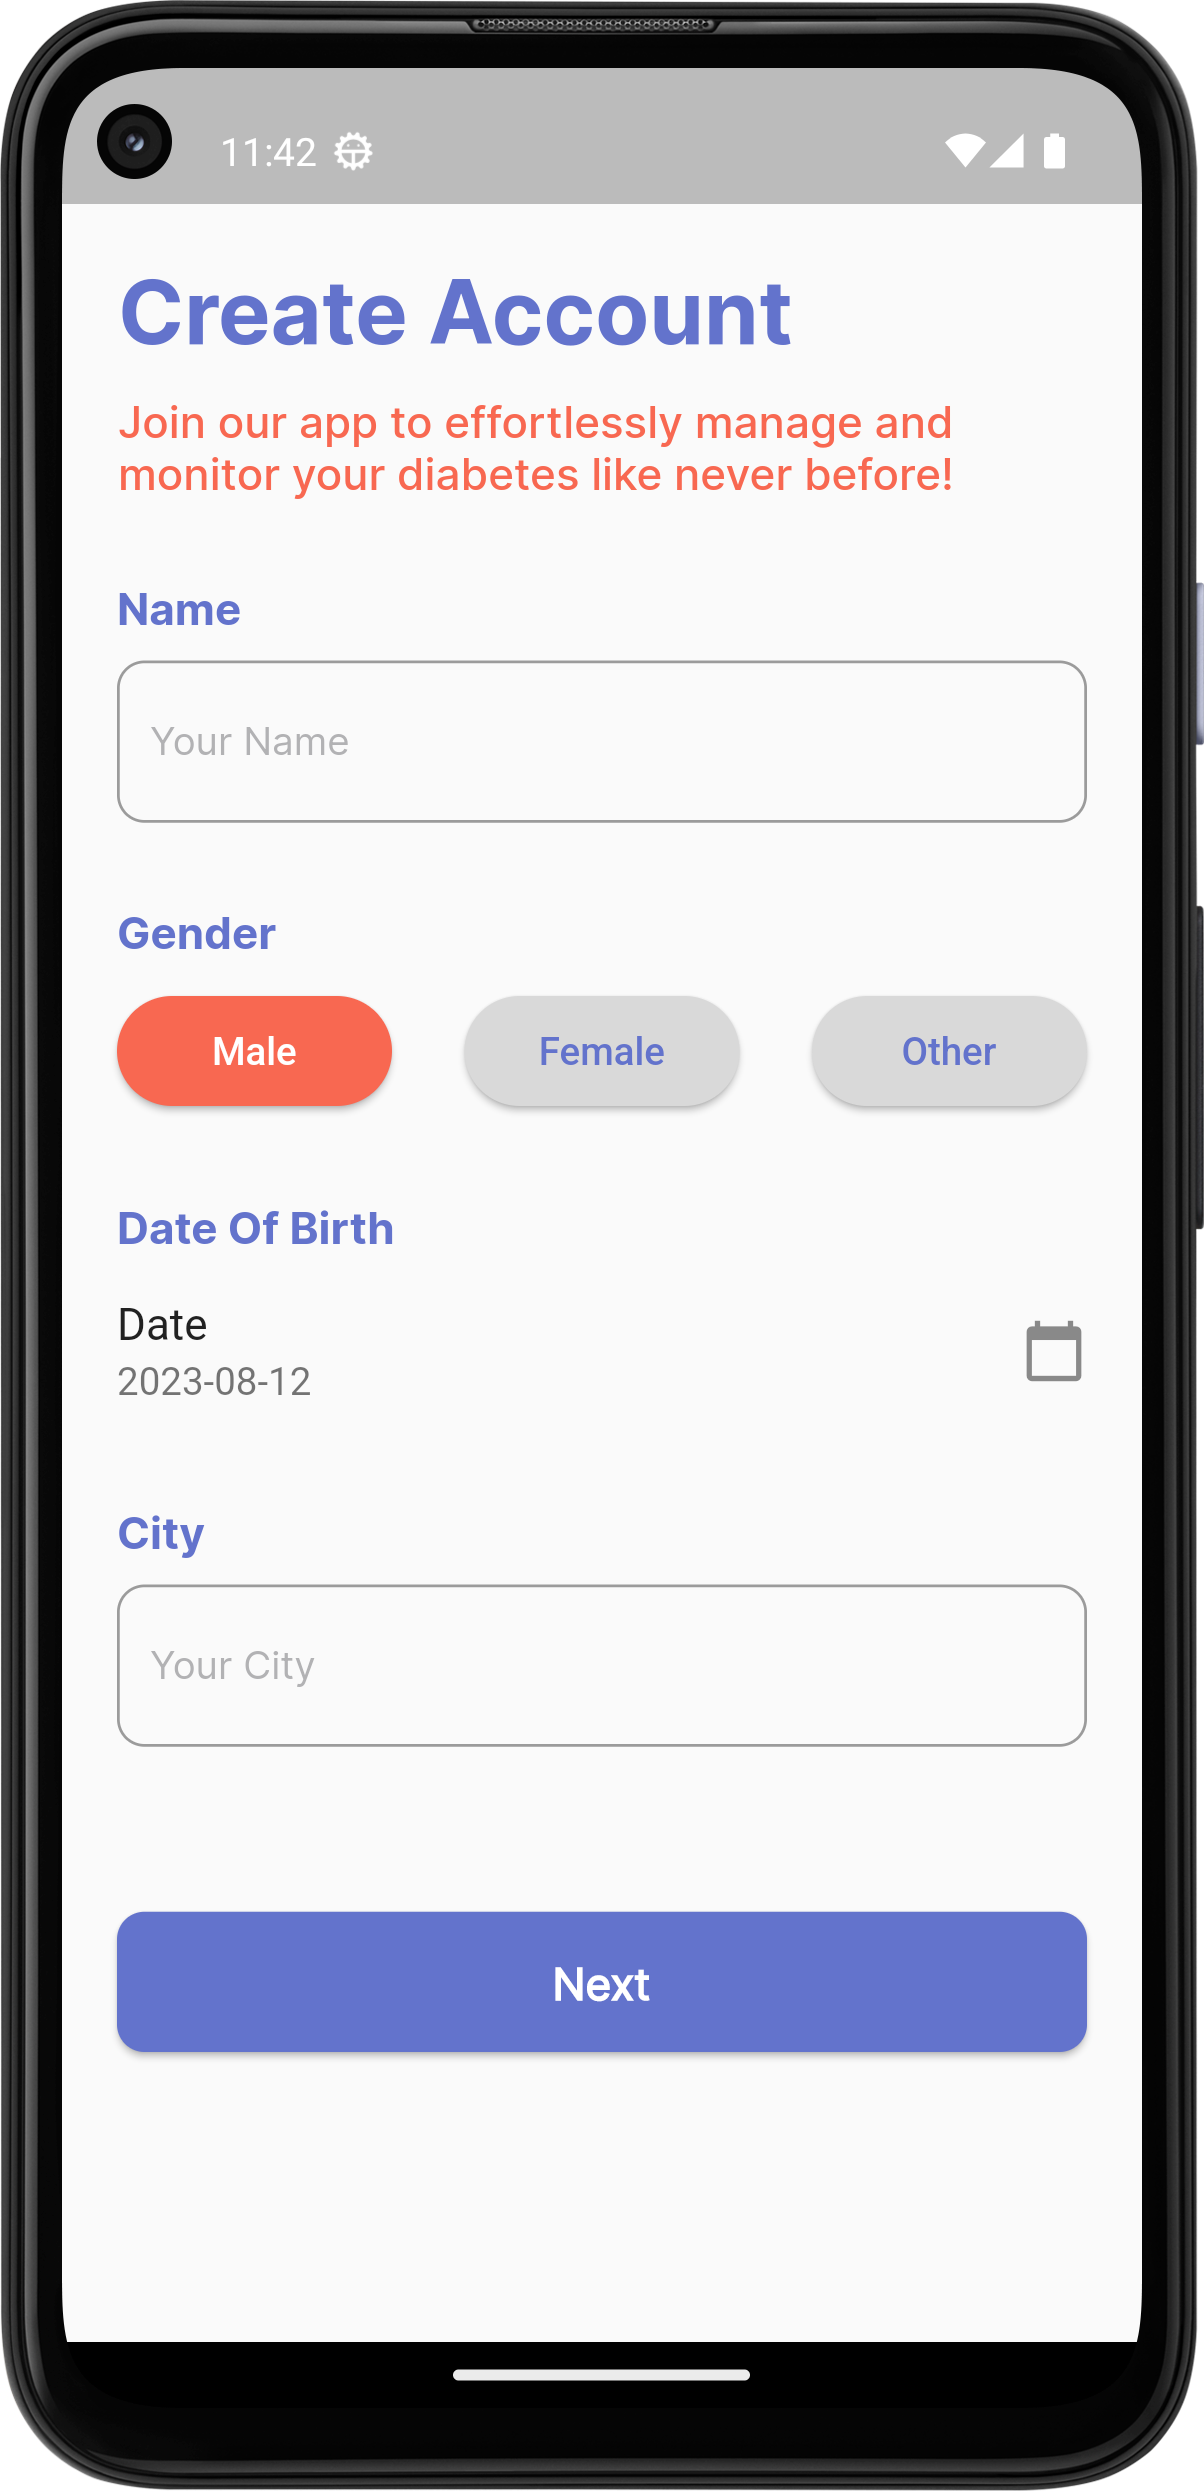 11:42
Create Account
Join our app to effortlessly manage and
monitor your diabetes like never before!
Name
Your Name
Gender
Male Female Other
Date Of Birth
Date
2023-08-12
City
Your City
Next